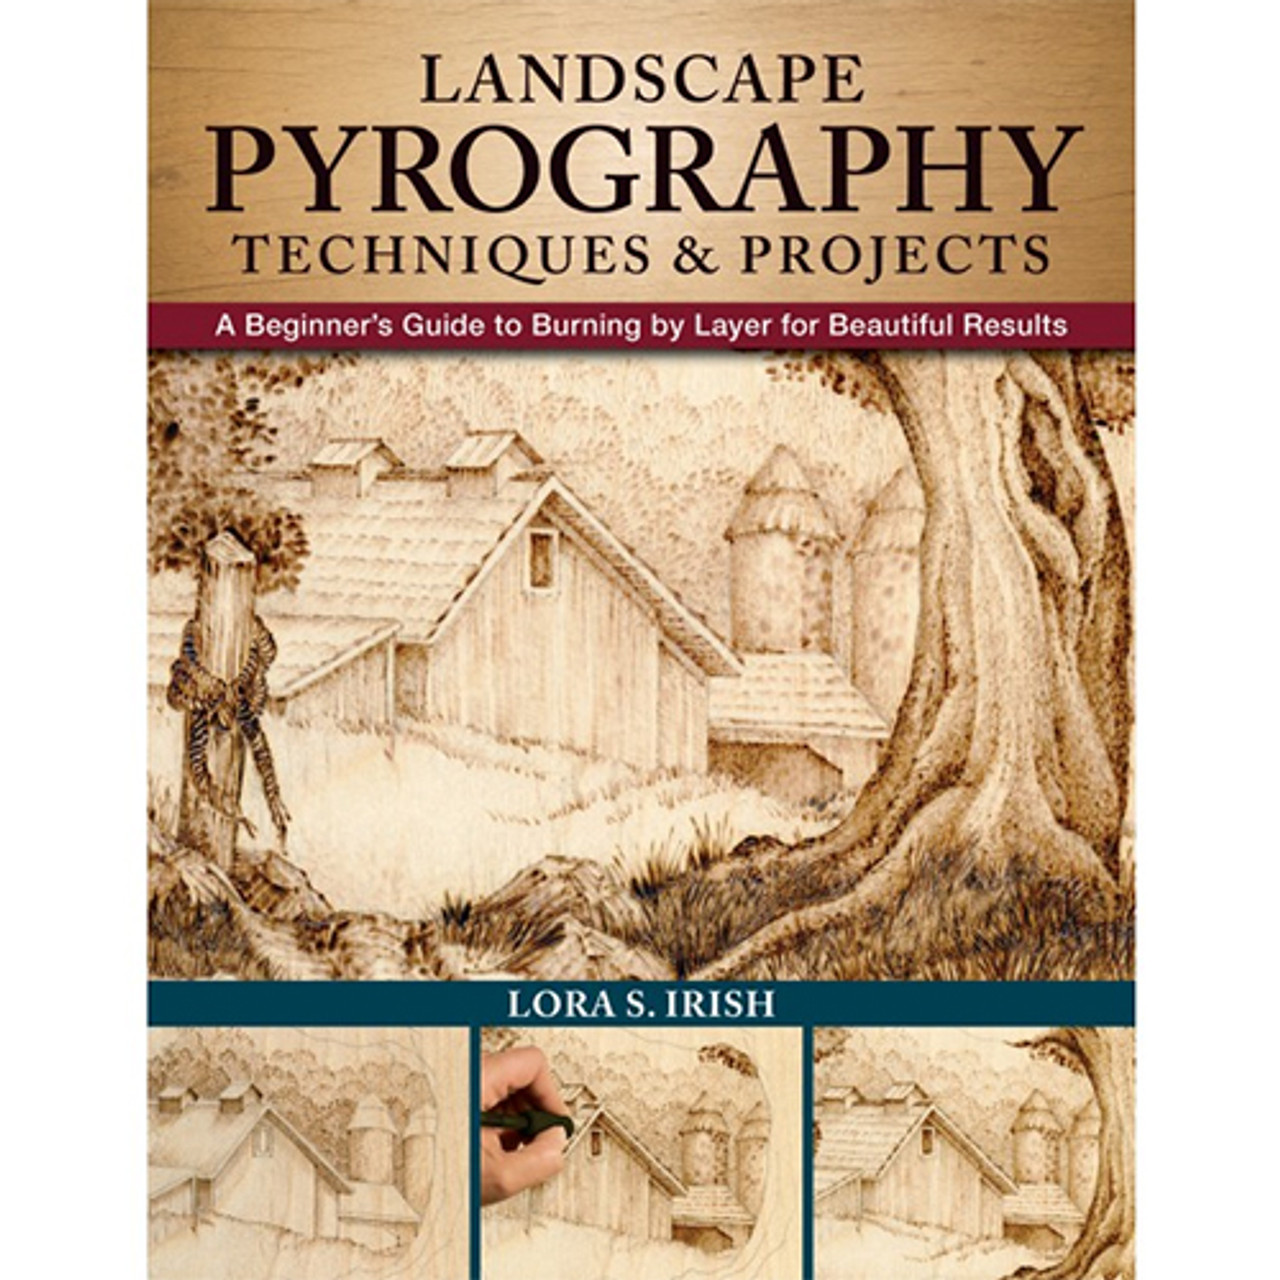 LANDSCAPE
PYROGRAPHY
TECHNIQUES & PROJECTS
A Beginner's Guide to Burning by Layer for Beautiful Results
LORA S. IRISH